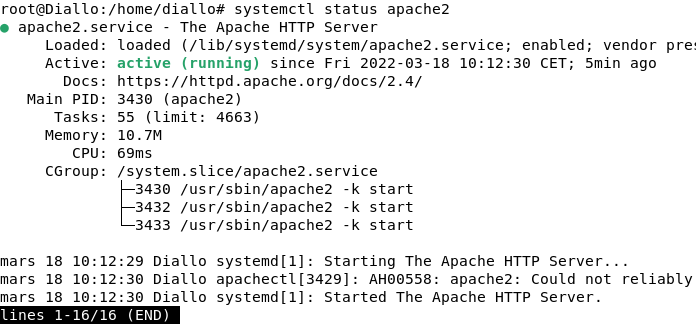 root@Diallo:/home/diallo# systemctl status apache2
● apache2.service - The Apache HTTP Server
     Loaded: loaded (/lib/systemd/system/apache2.service; enabled; vendor pres
     Active: active (running) since Fri 2022-03-18 10:12:30 CET; 5min ago
       Docs: https://httpd.apache.org/docs/2.4/
   Main PID: 3430 (apache2)
      Tasks: 55 (limit: 4663)
     Memory: 10.7M
        CPU: 69ms
     CGroup: /system.slice/apache2.service
             ├─3430 /usr/sbin/apache2 -k start
             ├─3432 /usr/sbin/apache2 -k start
             └─3433 /usr/sbin/apache2 -k start
mars 18 10:12:29 Diallo systemd[1]: Starting The Apache HTTP Server...
mars 18 10:12:30 Diallo apachectl[3429]: AH00558: apache2: Could not reliably
mars 18 10:12:30 Diallo systemd[1]: Started The Apache HTTP Server.
lines 1-16/16 (END)